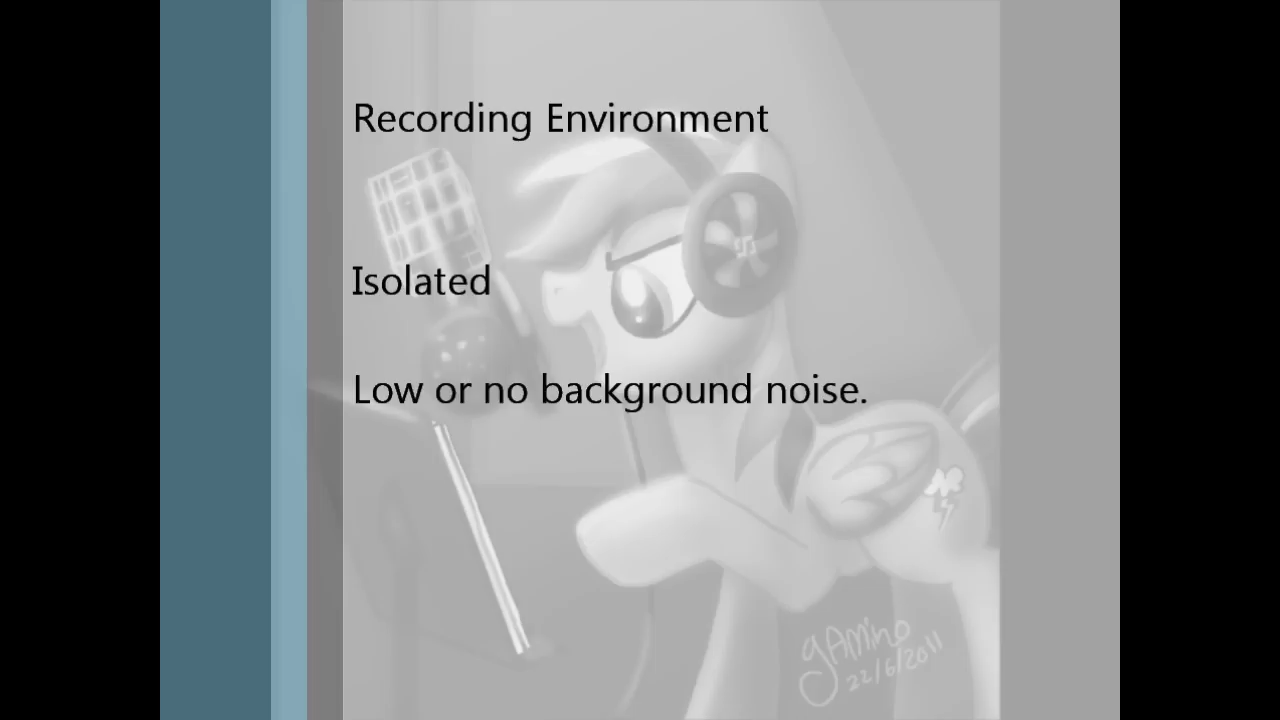 Recording Environment
Isolated
Low or no background noise.
gAMino
22/6/2011